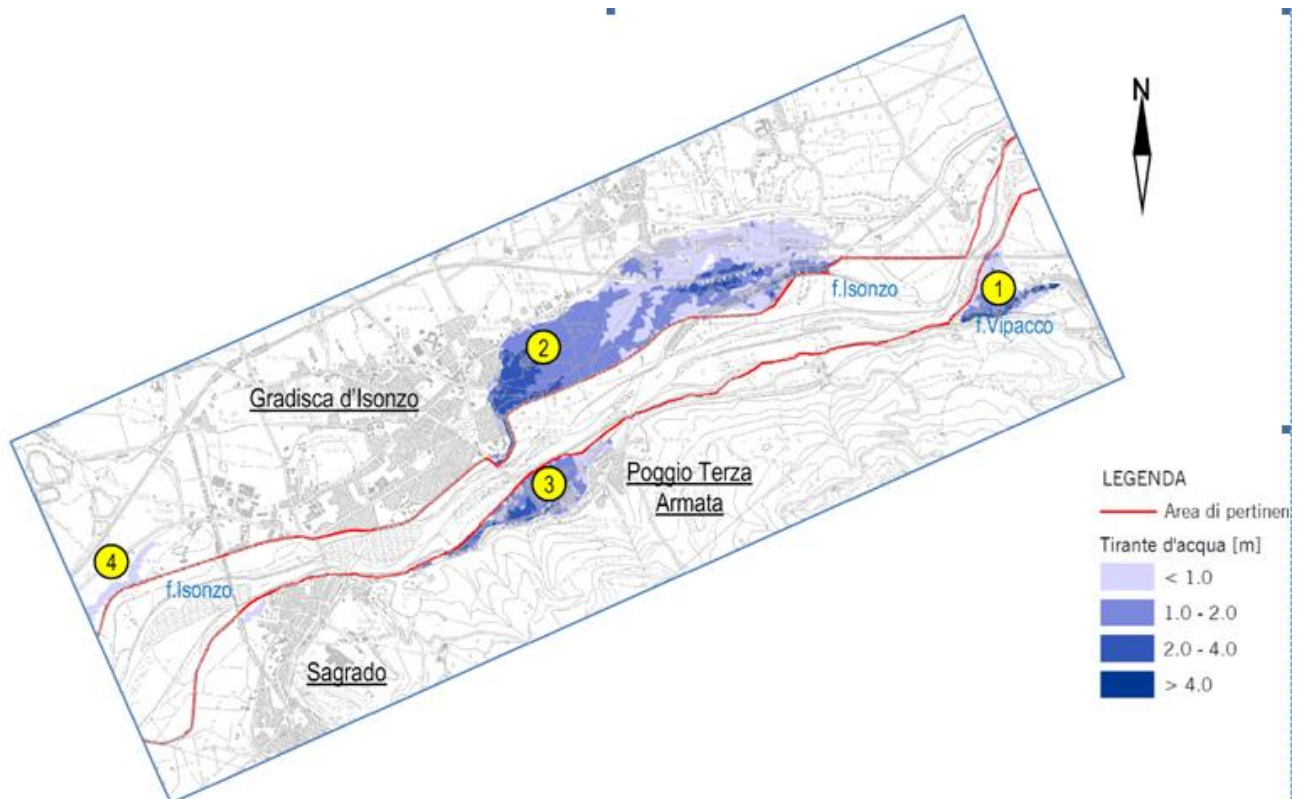 N
f.Isonzo
1
f.Vipacco
2
Gradisca d'Isonzo
3
Poggio Terza
Armata
4
f.Isonzo
Sagrado
LEGENDA
Area di pertinen
Tirante d'acqua [m]
< 1.0
1.0 - 2.0
2.0 - 4.0
> 4.0